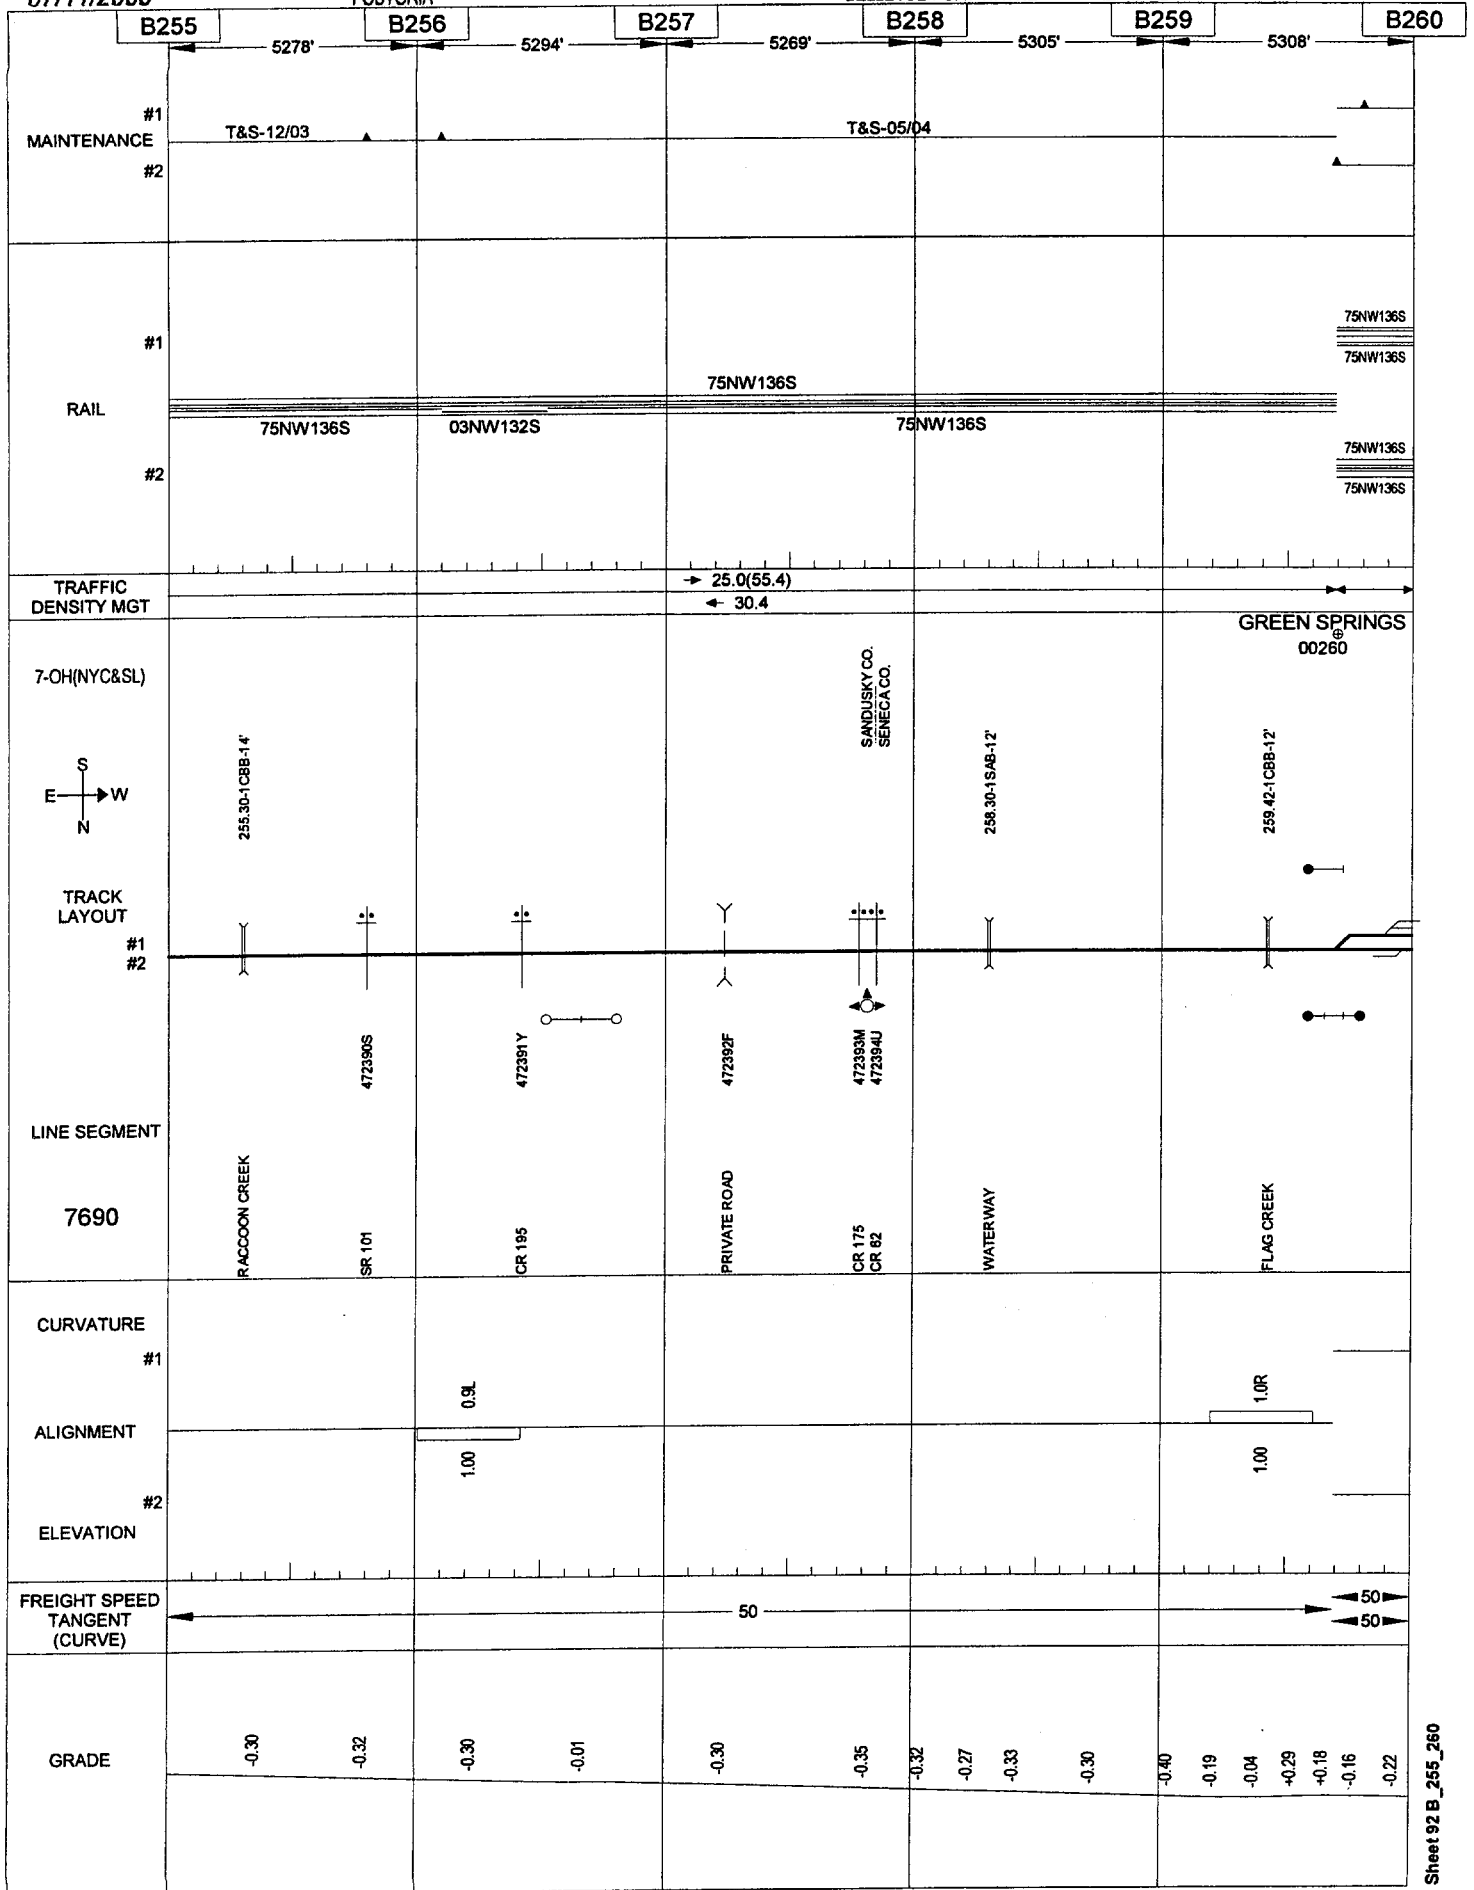 B255
B256
B257
B258
B259
B260
5278'
5294'
5269'
5305'
5308'
#1
MAINTENANCE
#2
T&S-12/03
T&S-05/04
#1
RAIL
#2
75NW136S
75NW136S
75NW136S
03NW132S
75NW136S
75NW136S
75NW136S
75NW136S
TRAFFIC
DENSITY MGT
→ 25.0(55.4)
← 30.4
GREEN SPRINGS
00260
7-OH(NYC&SL)
S
E W
N
255.30-1CBB-14'
SANDUSKY CO.
SENECA CO.
258.30-1SAB-12'
259.42-1CBB-12'
TRACK
LAYOUT
#1
#2
472390S
472391Y
472392F
472393M
472394U
LINE SEGMENT
7690
RACCOON CREEK
SR 101
CR 195
PRIVATE ROAD
CR 175
CR 62
WATERWAY
FLAG CREEK
CURVATURE
#1
ALIGNMENT
#2
ELEVATION
0.9L
1.00
1.0R
1.00
FREIGHT SPEED
TANGENT
(CURVE)
50
50
50
GRADE
-0.30
-0.32
-0.30
-0.01
-0.30
-0.35
-0.32
-0.27
-0.33
-0.30
-0.40
-0.19
-0.04
+0.29
+0.18
-0.16
-0.22
Sheet 92 B_255_260